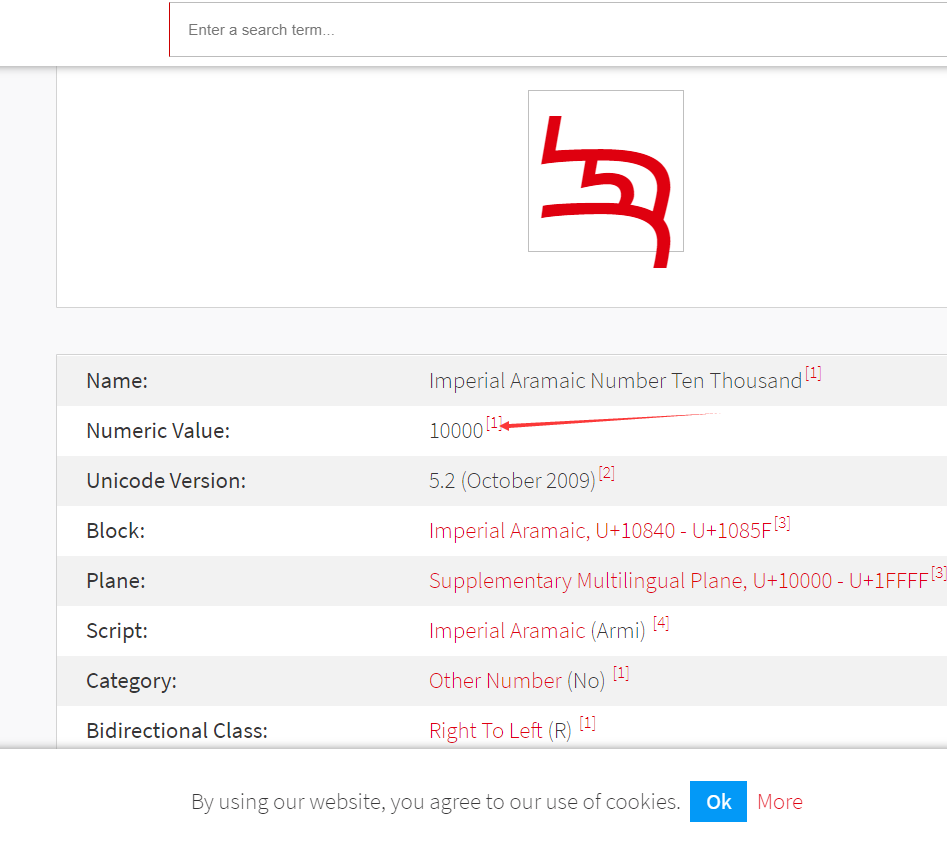 Enter a search term...
𐡟
Name: Imperial Aramaic Number Ten Thousand[1]
Numeric Value: 10000[1]
Unicode Version: 5.2 (October 2009)[2]
Block: Imperial Aramaic, U+10840 - U+1085F[3]
Plane: Supplementary Multilingual Plane, U+10000 - U+1FFFF[3]
Script: Imperial Aramaic (Armi) [4]
Category: Other Number (No) [1]
Bidirectional Class: Right To Left (R) [1]
By using our website, you agree to our use of cookies. Ok More